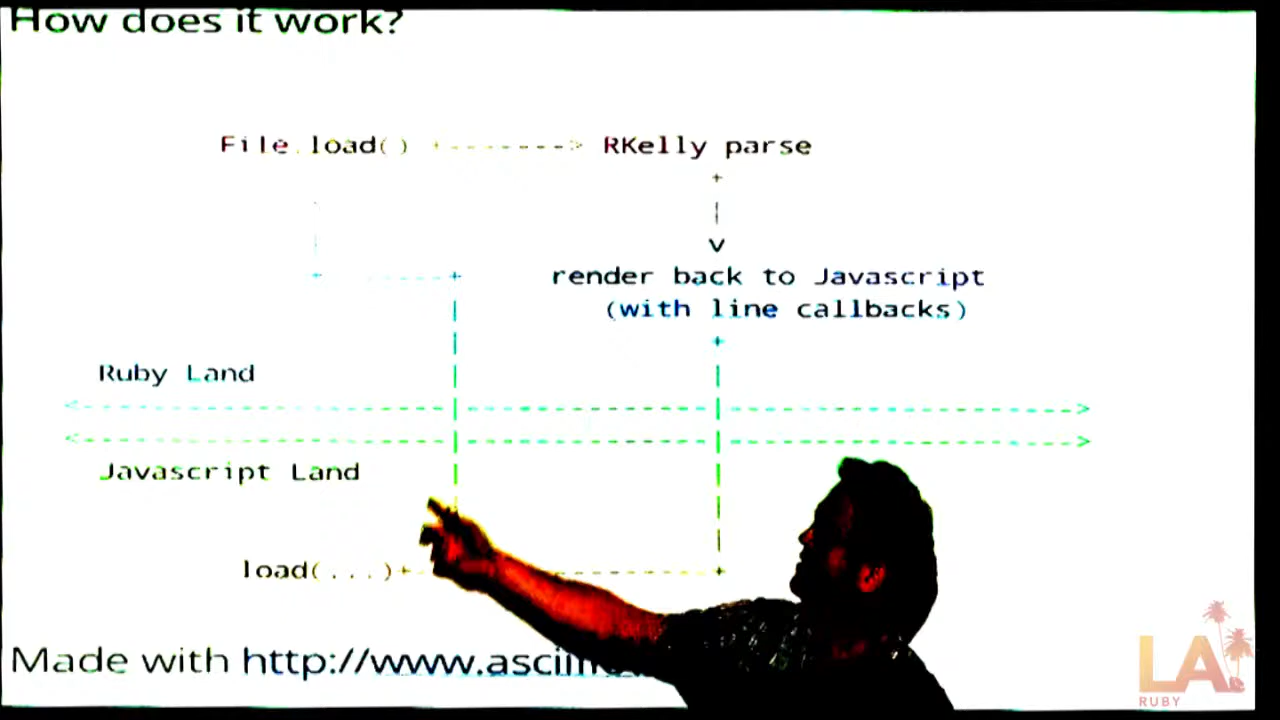 How does it work?
File.load() +-------> RKelly parse
+
|
v
+ ------+ render back to Javascript
(with line callbacks)
+
Ruby Land
Javascript Land
load(...)+
Made with http://www.asciifl
LA
RUBY